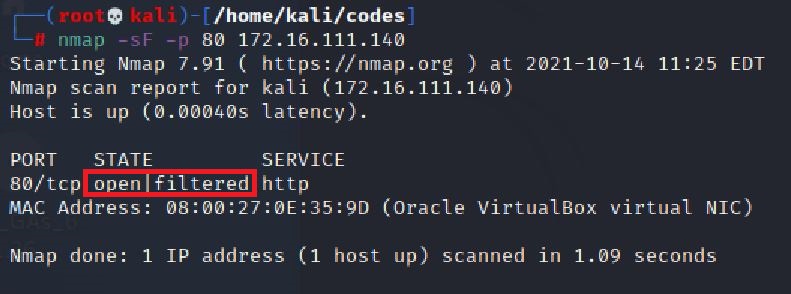 ┌──(root💀kali)-[/home/kali/codes]
└─# nmap -sF -p 80 172.16.111.140
Starting Nmap 7.91 ( https://nmap.org ) at 2021-10-14 11:25 EDT
Nmap scan report for kali (172.16.111.140)
Host is up (0.00040s latency).
PORT   STATE         SERVICE
80/tcp open|filtered http
MAC Address: 08:00:27:0E:35:9D (Oracle VirtualBox virtual NIC)
Nmap done: 1 IP address (1 host up) scanned in 1.09 seconds